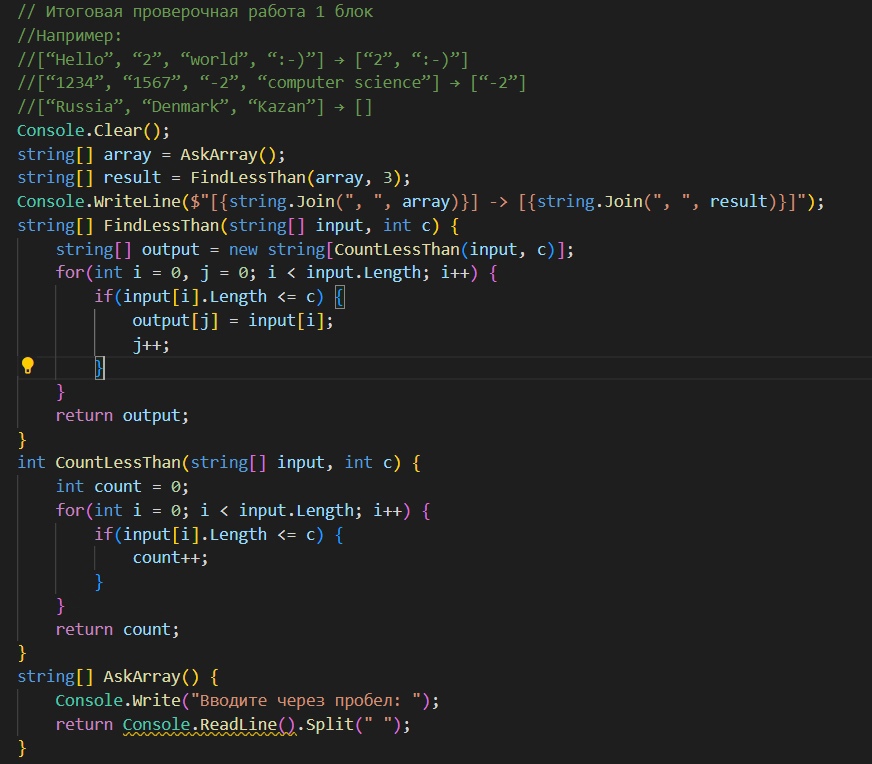 // Итоговая проверочная работа 1 блок
//Например:
//[“Hello”, “2”, “world”, “:-)”] → [“2”, “:-)”]
//[“1234”, “1567”, “-2”, “computer science”] → [“-2”]
//[“Russia”, “Denmark”, “Kazan”] → []
Console.Clear();
string[] array = AskArray();
string[] result = FindLessThan(array, 3);
Console.WriteLine($"[{string.Join(", ", array)}] -> [{string.Join(", ", result)}]");
string[] FindLessThan(string[] input, int c) {
    string[] output = new string[CountLessThan(input, c)];
    for(int i = 0, j = 0; i < input.Length; i++) {
        if(input[i].Length <= c) {
            output[j] = input[i];
            j++;
        }
    }
    return output;
}
int CountLessThan(string[] input, int c) {
    int count = 0;
    for(int i = 0; i < input.Length; i++) {
        if(input[i].Length <= c) {
            count++;
        }
    }
    return count;
}
string[] AskArray() {
    Console.Write("Вводите через пробел: ");
    return Console.ReadLine().Split(" ");
}